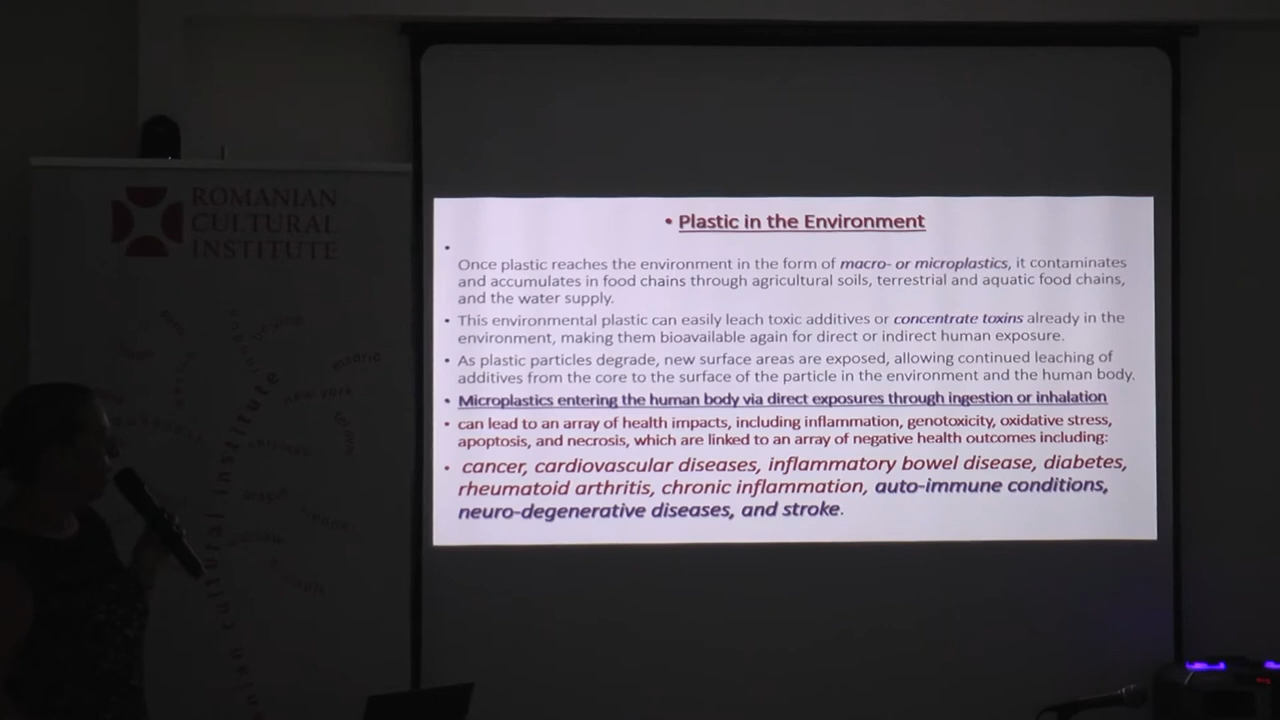 ROMANIAN
CULTURAL
INSTITUTE
• Plastic in the Environment
•
Once plastic reaches the environment in the form of macro- or microplastics, it contaminates
and accumulates in food chains through agricultural soils, terrestrial and aquatic food chains,
and the water supply.
• This environmental plastic can easily leach toxic additives or concentrate toxins already in the
environment, making them bioavailable again for direct or indirect human exposure.
• As plastic particles degrade, new surface areas are exposed, allowing continued leaching of
additives from the core to the surface of the particle in the environment and the human body.
• Microplastics entering the human body via direct exposures through ingestion or inhalation
• can lead to an array of health impacts, including inflammation, genotoxicity, oxidative stress,
apoptosis, and necrosis, which are linked to an array of negative health outcomes including:
• cancer, cardiovascular diseases, inflammatory bowel disease, diabetes,
rheumatoid arthritis, chronic inflammation, auto-immune conditions,
neuro-degenerative diseases, and stroke.
madrid
new york
institute
cultural